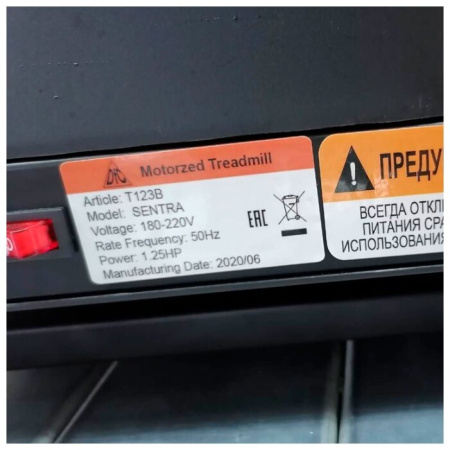 DFC Motorzed Treadmill
Article: T123B
Model: SENTRA
Voltage: 180-220V
Rate Frequency: 50Hz
Power: 1.25HP
Manufacturing Date: 2020/06
EAC
ПРЕДУ
ВСЕГДА ОТКЛ
ПИТАНИЯ СРА
ИСПОЛЬЗОВАНИЯ